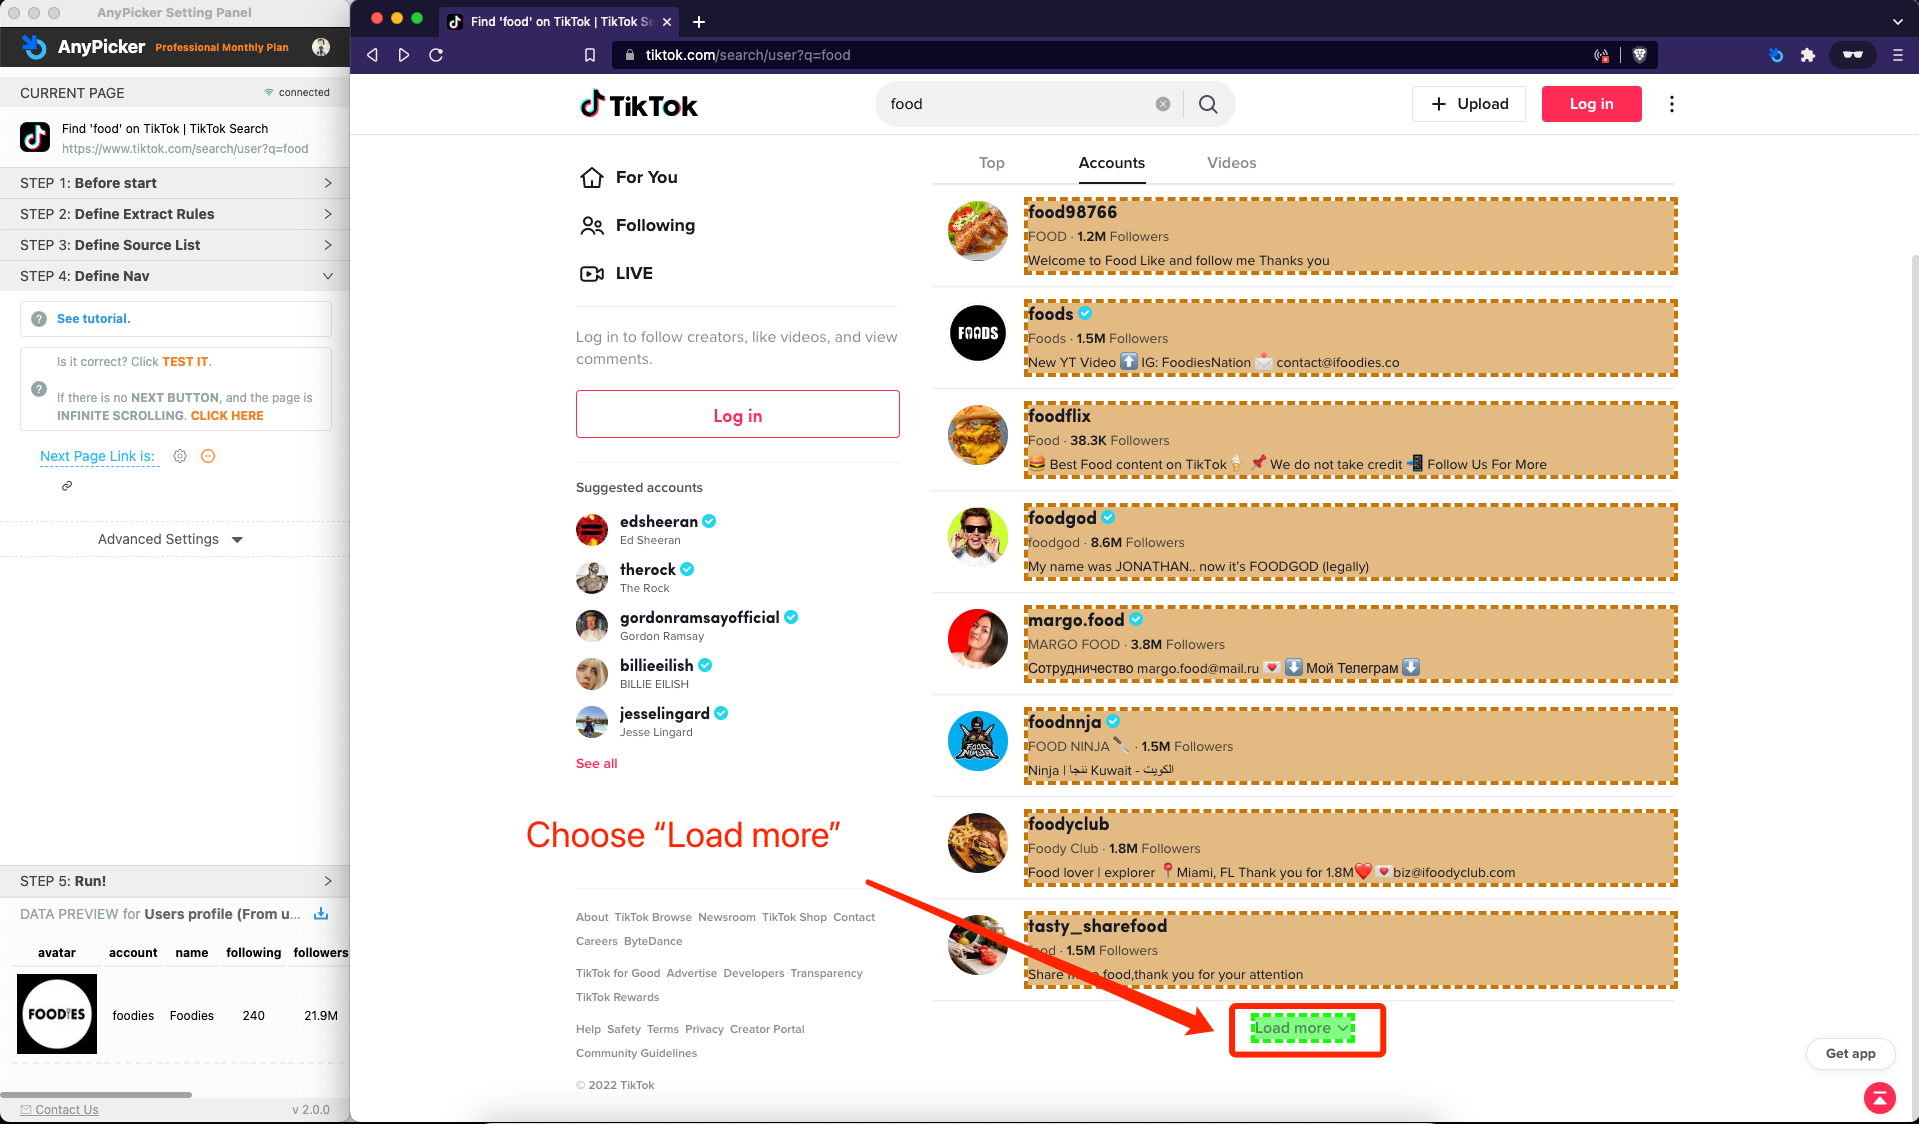 AnyPicker Setting Panel
AnyPicker Professional Monthly Plan
CURRENT PAGE connected
Find 'food' on TikTok | TikTok Search
https://www.tiktok.com/search/user?q=food
STEP 1: Before start
STEP 2: Define Extract Rules
STEP 3: Define Source List
STEP 4: Define Nav
See tutorial.
Is it correct? Click TEST IT.
If there is no NEXT BUTTON, and the page is
INFINITE SCROLLING. CLICK HERE
Next Page Link is:
Advanced Settings
STEP 5: Run!
DATA PREVIEW for Users profile (From u...
avatar account name following followers
FOODIES foodies Foodies 240 21.9M
Contact Us v 2.0.0
Find 'food' on TikTok | TikTok Se
tiktok.com/search/user?q=food
TikTok
food
Upload
Log in
For You
Following
LIVE
Log in to follow creators, like videos, and view
comments.
Log in
Suggested accounts
edsheeran
Ed Sheeran
therock
The Rock
gordonramsayofficial
Gordon Ramsay
billieeilish
BILLIE EILISH
jesselingard
Jesse Lingard
See all
Choose “Load more”
About TikTok Browse Newsroom TikTok Shop Contact
Careers ByteDance
TikTok for Good Advertise Developers Transparency
TikTok Rewards
Help Safety Terms Privacy Creator Portal
Community Guidelines
© 2022 TikTok
Top Accounts Videos
food98766
FOOD · 1.2M Followers
Welcome to Food Like and follow me Thanks you
FOODS
foods
Foods · 1.5M Followers
New YT Video ⬆️ IG: FoodiesNation 📩 contact@ifoodies.co
foodflix
Food · 38.3K Followers
🍔 Best Food content on TikTok🍦 📌 We do not take credit 📲 Follow Us For More
foodgod
foodgod · 8.6M Followers
My name was JONATHAN.. now it's FOODGOD (legally)
margo.food
MARGO FOOD · 3.8M Followers
Сотрудничество margo.food@mail.ru 💌 ⬇️ Мой Телеграм ⬇️
FOOD NINJA
foodnnja
FOOD NINJA🔪 · 1.5M Followers
Ninja | ننجا Kuwait - الكويت
foodyclub
Foody Club · 1.8M Followers
Food lover | explorer 📍Miami, FL Thank you for 1.8M❤️ 💌biz@ifoodyclub.com
tasty_sharefood
food · 1.5M Followers
Share food,thank you for your attention
Load more
Get app